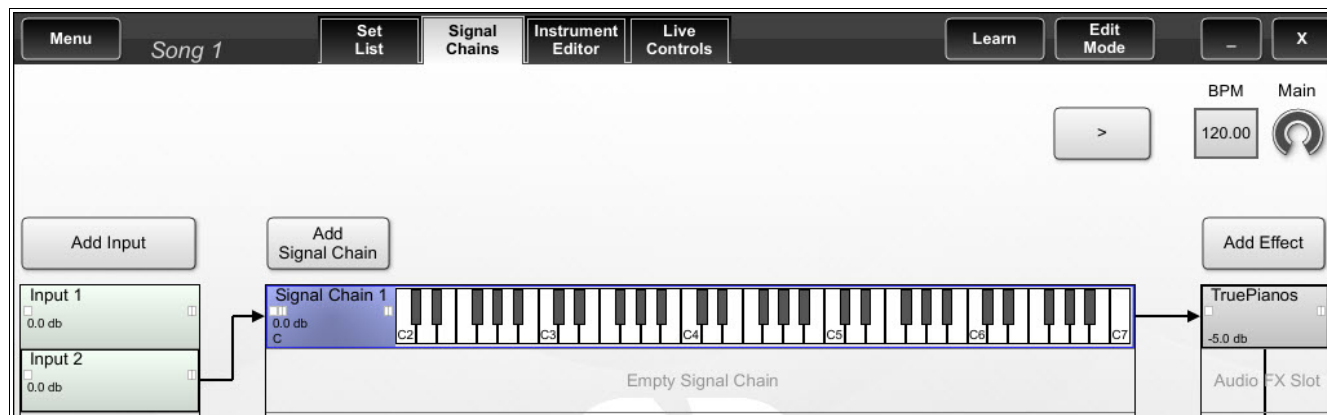 Menu
Song 1
Set
List
Signal
Chains
Instrument
Editor
Live
Controls
Learn
Edit
Mode
_
X
BPM
Main
>
120.00
Add Input
Add
Signal Chain
Add Effect
Input 1
0.0 db
Signal Chain 1
0.0 db
C
C2
C3
C4
C5
C6
C7
TruePianos
-5.0 db
Input 2
0.0 db
Empty Signal Chain
Audio FX Slot